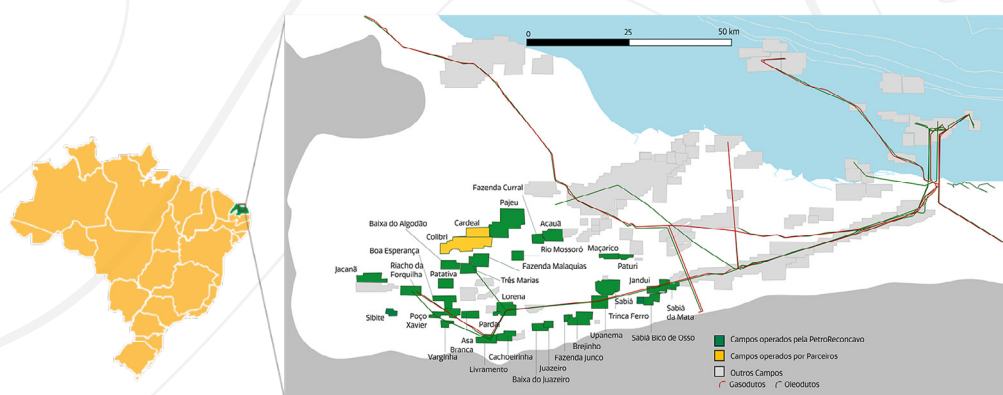 0 25 50 km
Fazenda Curral
Pajeu
Baixa do Algodão
Cardeal
Acauã
Colibri
Boa Esperança
Rio Mossoró
Maçarico
Jacanã
Riacho da
Forquilha
Patativa
Fazenda Malaquias
Paturi
Três Marias
Jandui
Lorena
Sabiá
Sabiá
da Mata
Sibite
Poço
Xavier
Pardal
Trinca Ferro
Upanema
Sabiá Bico de Osso
Asa
Branca
Brejinho
Varginha
Cachoeirinha
Fazenda Junco
Livramento
Juazeiro
Baixa do Juazeiro
Campos operados pela PetroReconcavo
Campos operados por Parceiros
Outros Campos
Gasodutos
Oleodutos